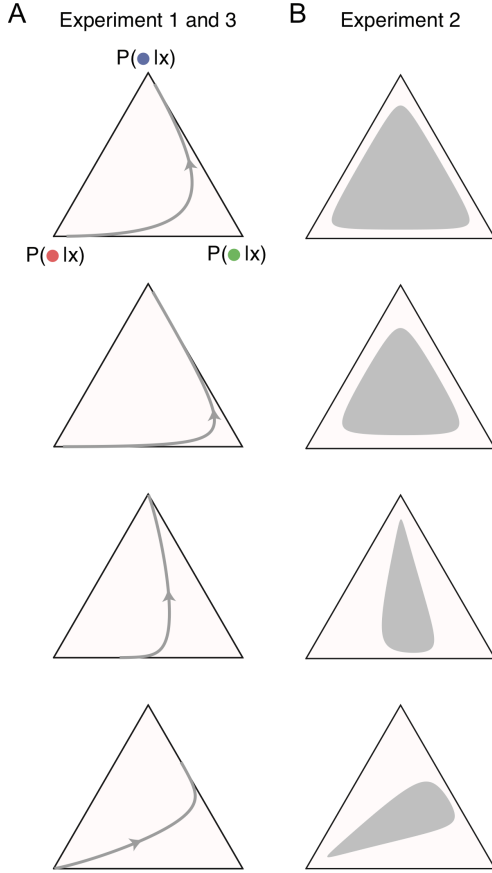 A Experiment 1 and 3
B Experiment 2
P(●|x)
P(●|x) P(●|x)